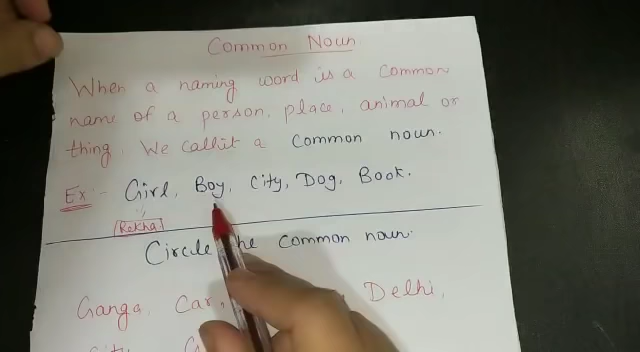 Common Noun
When a naming word is a common
name of a person, place, animal or
thing. We call it a common noun.
Ex :- Girl, Boy, City, Dog, Book.
Rekha
Circle the common noun.
Ganga, Car, Delhi,
City